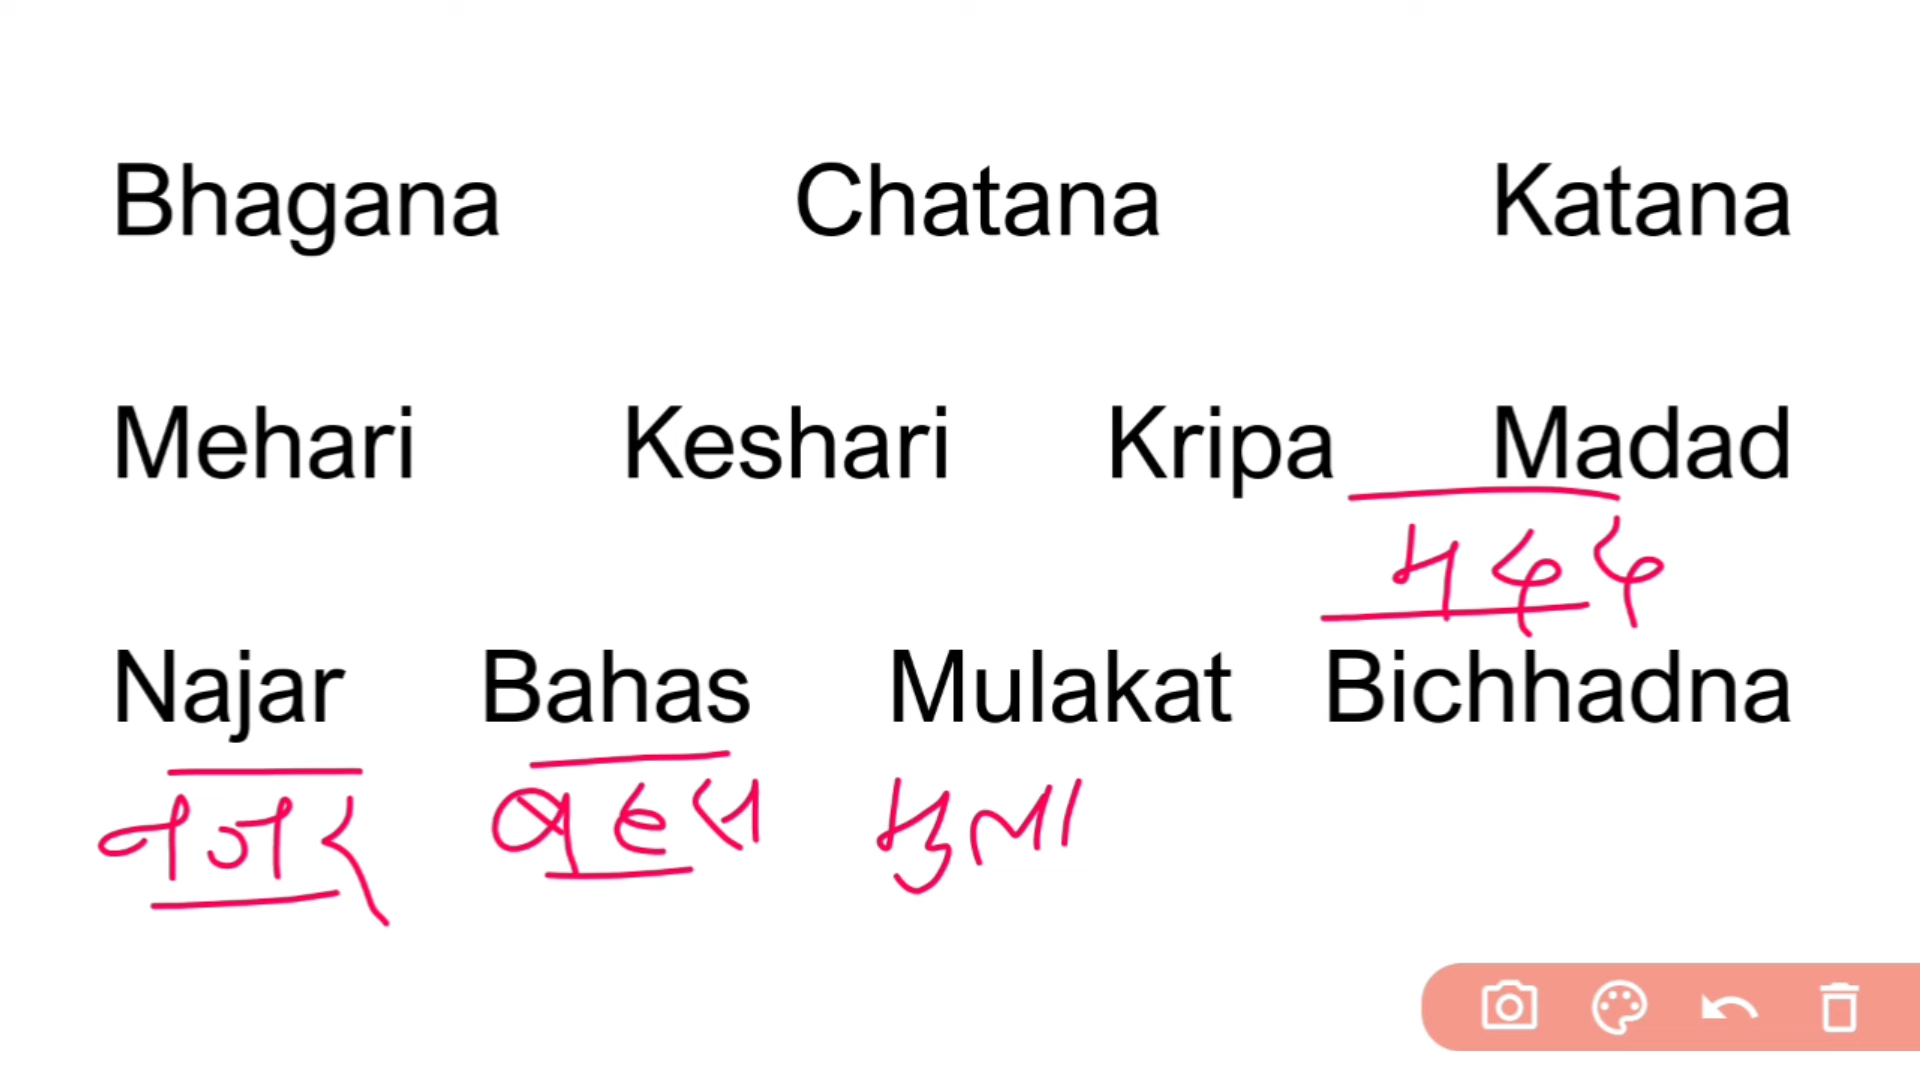 Bhagana Chatana Katana
Mehari Keshari Kripa Madad
मदद
Najar Bahas Mulakat Bichhadna
नजर बहस मुला